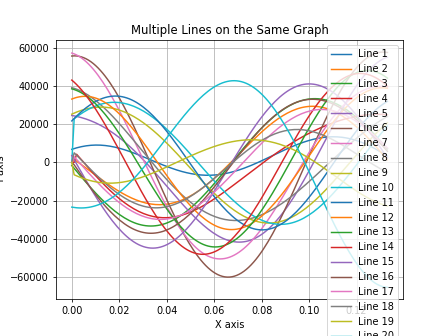 Multiple Lines on the Same Graph
60000
40000
20000
0
−20000
−40000
−60000
0.00
0.02
0.04
0.06
0.08
0.10
X axis
axis
Line 1
Line 2
Line 3
Line 4
Line 5
Line 6
Line 7
Line 8
Line 9
Line 10
Line 11
Line 12
Line 13
Line 14
Line 15
Line 16
Line 17
Line 18
Line 19
Line 20